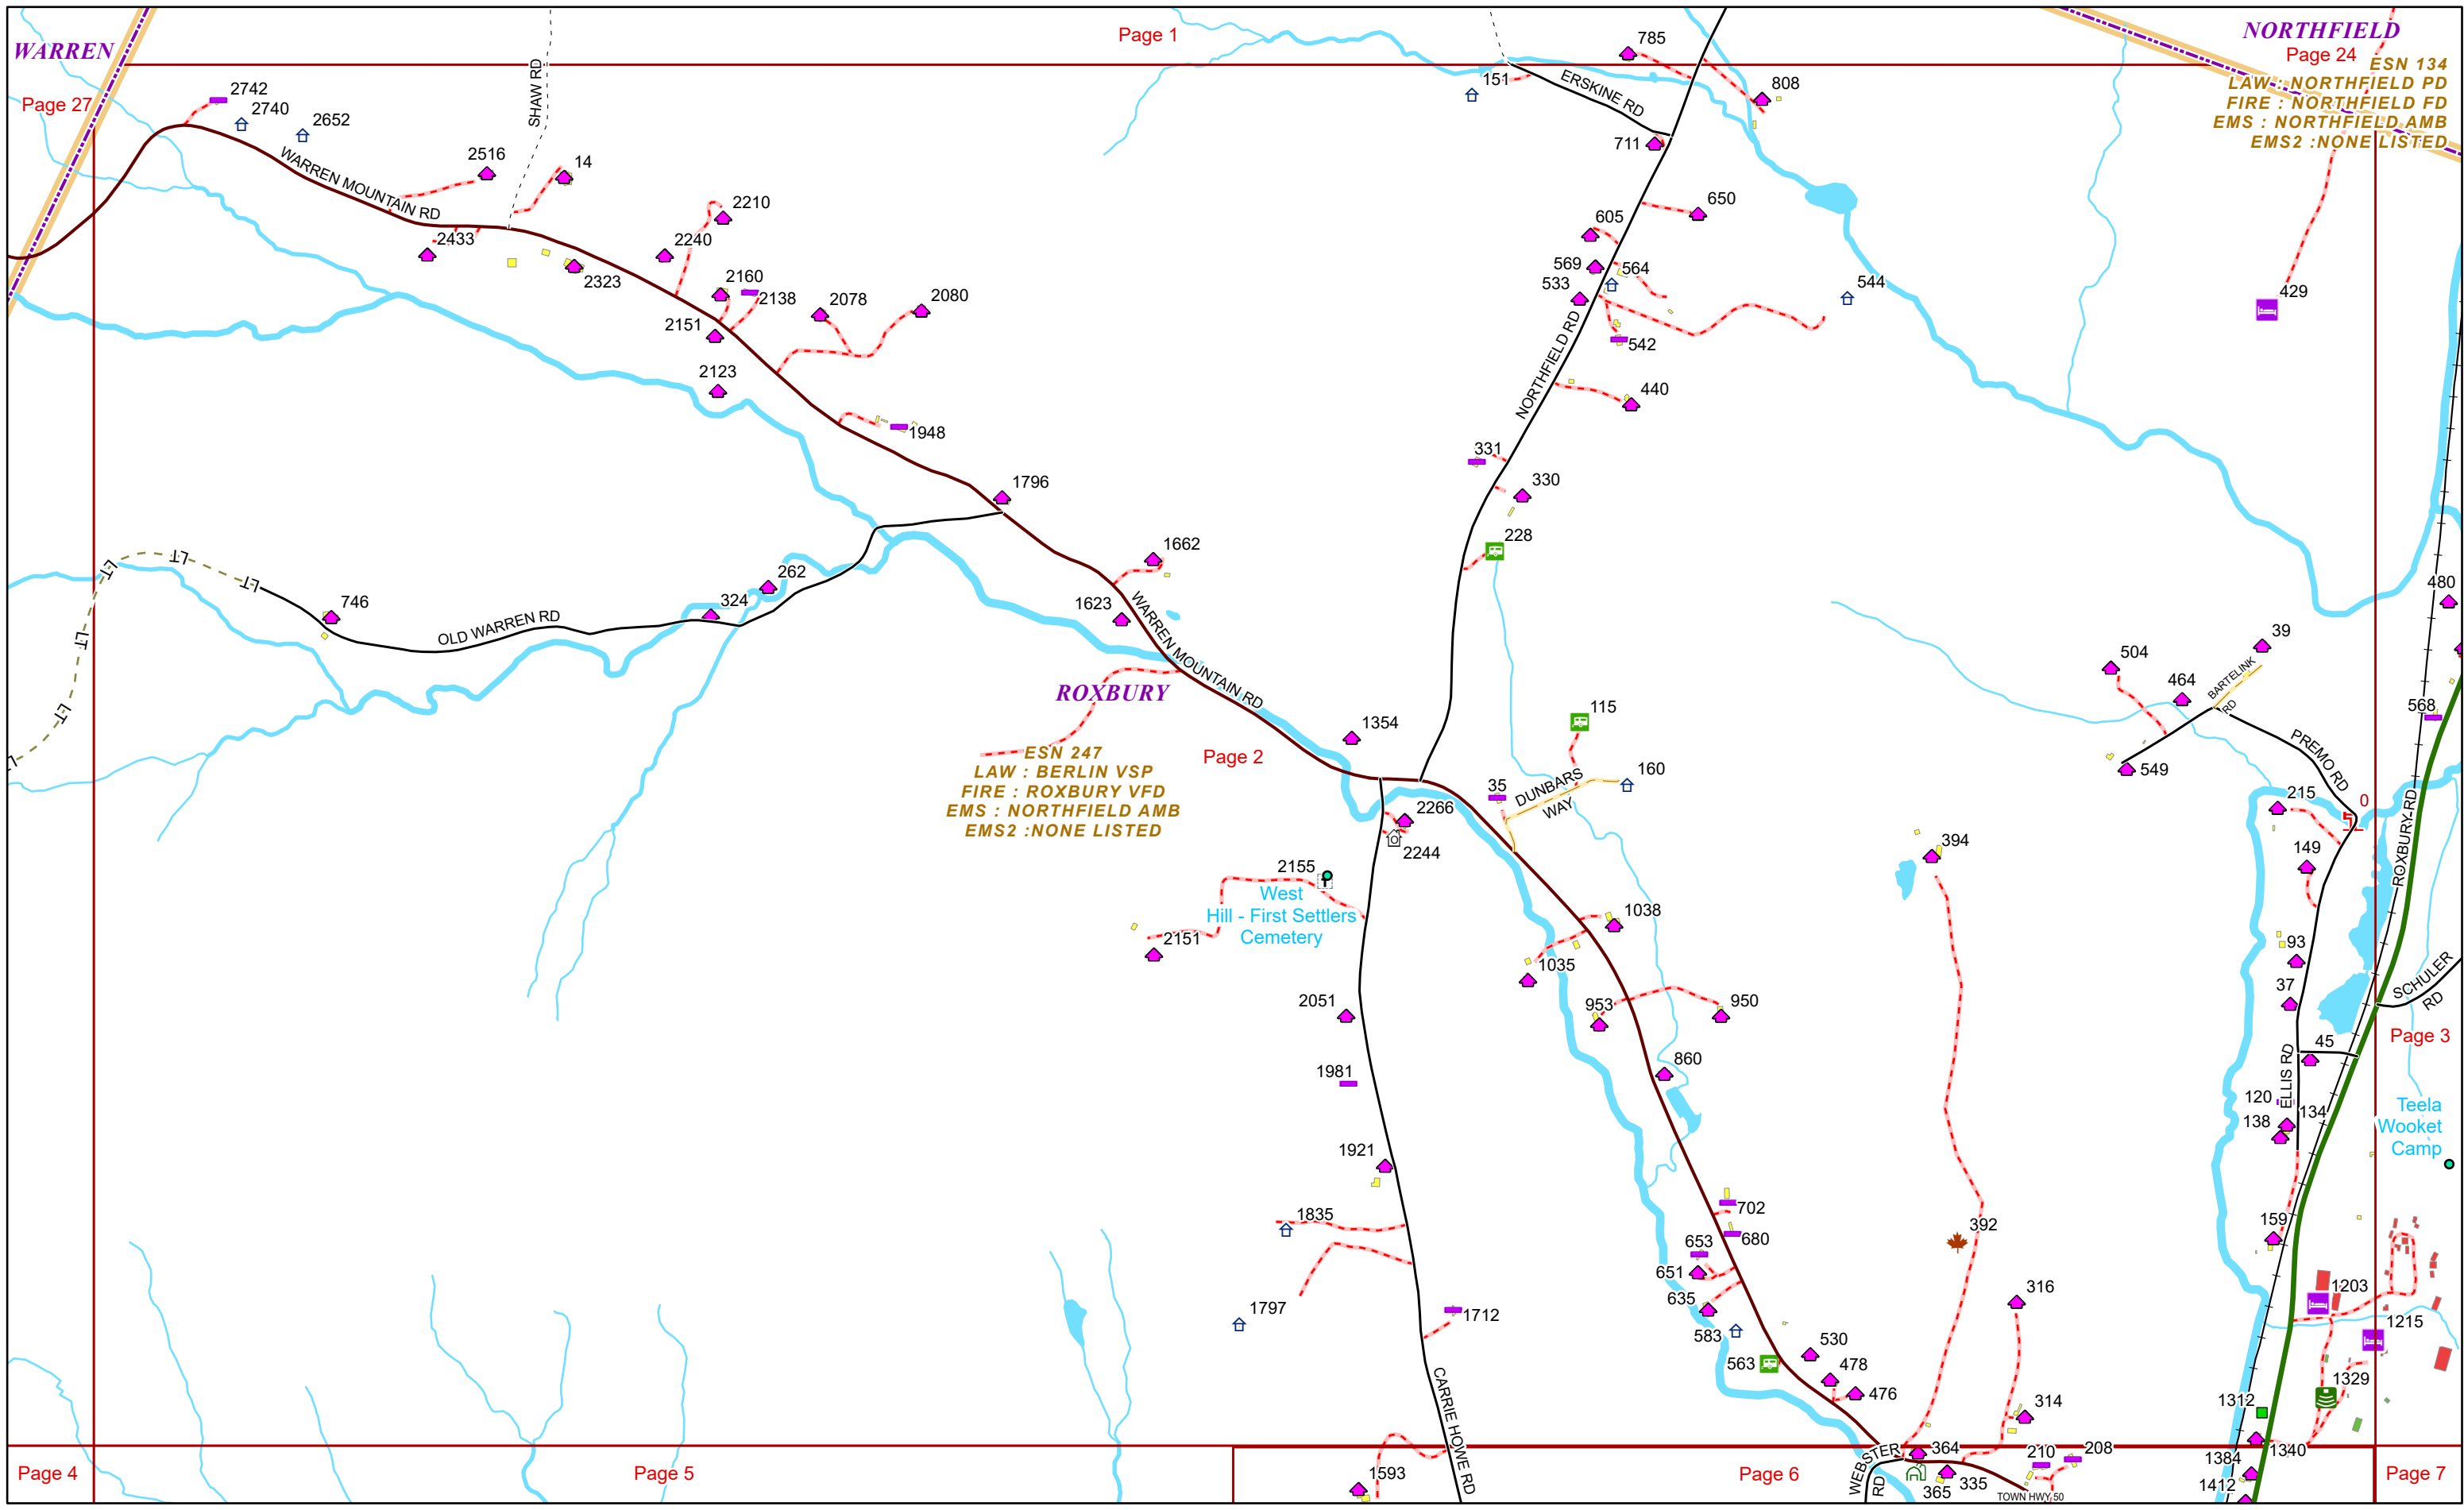 WARREN
Page 1
NORTHFIELD
Page 24
ESN 134
LAW : NORTHFIELD PD
FIRE : NORTHFIELD FD
EMS : NORTHFIELD AMB
EMS2 :NONE LISTED
Page 27
SHAW RD
ERSKINE RD
785
151
808
2742
2740
2652
711
2516
14
WARREN MOUNTAIN RD
2210
650
605
2433
2240
2323
569
564
533
544
429
2160
2138
2078
2080
2151
NORTHFIELD RD
542
2123
440
1948
331
330
1796
228
1662
LT
LT
LT
LT
LT
LT
262
746
324
OLD WARREN RD
1623
WARREN MOUNTAIN RD
480
39
504
464
BARTELINK
RD
ROXBURY
568
115
1354
PREMO RD
549
Page 2
ESN 247
LAW : BERLIN VSP
FIRE : ROXBURY VFD
EMS : NORTHFIELD AMB
EMS2 :NONE LISTED
160
35
DUNBARS
WAY
215
0
2266
2244
394
149
ROXBURY RD
2155
West
Hill - First Settlers
Cemetery
2151
1038
1035
93
SCHULER
RD
37
2051
953
950
Page 3
45
860
1981
ELLIS RD
120
134
138
Teela
Wooket
Camp
1921
702
1835
680
392
159
653
651
635
316
1203
1797
1712
583
1215
530
563
478
476
1329
314
1312
CARRIE HOWE RD
Page 4
Page 5
1593
Page 6
WEBSTER
RD
364
365
335
210
208
TOWN HWY 50
1340
1384
1412
Page 7